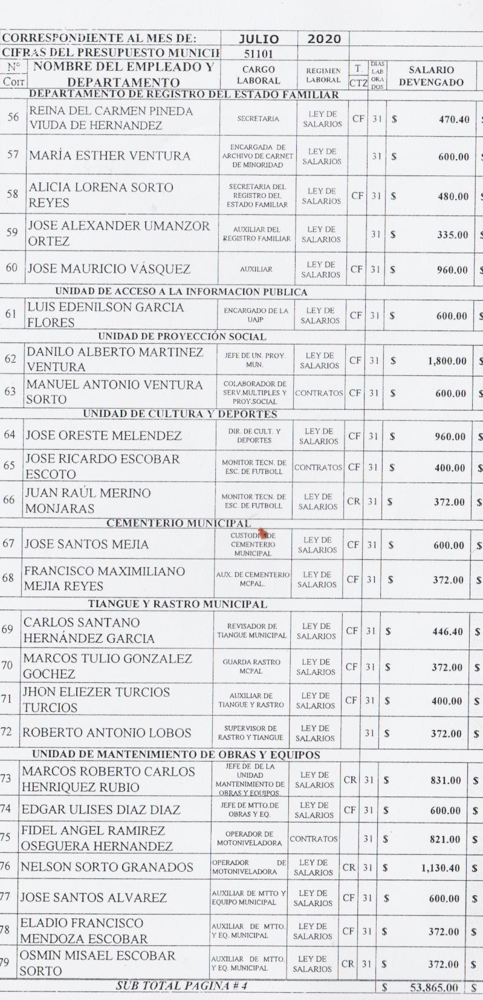 CORRESPONDIENTE AL MES DE: JULIO 2020
CIFRAS DEL PRESUPUESTO MUNICII 51101
N° Corr NOMBRE DEL EMPLEADO Y DEPARTAMENTO CARGO LABORAL REGIMEN LABORAL T. CTZ DIAS LAB ORA DOS SALARIO DEVENGADO
DEPARTAMENTO DE REGISTRO DEL ESTADO FAMILIAR
56 REINA DEL CARMEN PINEDA VIUDA DE HERNANDEZ SECRETARIA LEY DE SALARIOS CF 31 $ 470.40
57 MARÍA ESTHER VENTURA ENCARGADA DE ARCHIVO DE CARNET DE MINORIDAD LEY DE SALARIOS 31 $ 600.00
58 ALICIA LORENA SORTO REYES SECRETARIA DEL REGISTRO DEL ESTADO FAMILIAR LEY DE SALARIOS CF 31 $ 480.00
59 JOSE ALEXANDER UMANZOR ORTEZ AUXILIAR DEL REGISTRO FAMILIAR LEY DE SALARIOS 31 $ 335.00
60 JOSE MAURICIO VÁSQUEZ AUXILIAR LEY DE SALARIOS CF 31 $ 960.00
UNIDAD DE ACCESO A LA INFORMACION PUBLICA
61 LUIS EDENILSON GARCIA FLORES ENCARGADO DE LA UAIP LEY DE SALARIOS CF 31 $ 600.00
UNIDAD DE PROYECCIÓN SOCIAL
62 DANILO ALBERTO MARTINEZ VENTURA JEFE DE UN. PROY. MUN. LEY DE SALARIOS CF 31 $ 1,800.00 $
63 MANUEL ANTONIO VENTURA SORTO COLABORADOR DE SERV.MULTIPLES Y PROY.SOCIAL CONTRATOS CF 31 $ 600.00 $
UNIDAD DE CULTURA Y DEPORTES
64 JOSE ORESTE MELENDEZ DIR. DE CULT. Y DEPORTES LEY DE SALARIOS CF 31 $ 960.00 $
65 JOSE RICARDO ESCOBAR ESCOTO MONITOR TECN. DE ESC. DE FUTBOLL CONTRATOS CF 31 $ 400.00 $
66 JUAN RAÚL MERINO MONJARAS MONITOR TECN. DE ESC. DE FUTBOLL LEY DE SALARIOS CR 31 $ 372.00 $
CEMENTERIO MUNICIPAL
67 JOSE SANTOS MEJIA DE CEMENTERIO MUNICIPAL LEY DE SALARIOS CF 31 $ 600.00 $
68 FRANCISCO MAXIMILIANO MEJIA REYES AUX. DE CEMENTERIO MCPAL. LEY DE SALARIOS CF 31 $ 372.00 $
TIANGUE Y RASTRO MUNICIPAL
69 CARLOS SANTANO HERNÁNDEZ GARCIA REVISADOR DE TIANGUE MUNICIPAL LEY DE SALARIOS CF 31 $ 446.40 $
70 MARCOS TULIO GONZALEZ GOCHEZ GUARDA RASTRO MCPAL LEY DE SALARIOS CF 31 $ 372.00 $
71 JHON ELIEZER TURCIOS TURCIOS AUXILIAR DE TIANGUE Y RASTRO LEY DE SALARIOS CF 31 $ 400.00 $
72 ROBERTO ANTONIO LOBOS SUPERVISOR DE RASTRO Y TIANGUE LEY DE SALARIOS 31 $ 372.00 $
UNIDAD DE MANTENIMIENTO DE OBRAS Y EQUIPOS
73 MARCOS ROBERTO CARLOS HENRIQUEZ RUBIO JEFE DE DE LA UNIDAD MANTENIMIENTO DE OBRAS Y EQUIPOS. LEY DE SALARIOS CR 31 $ 831.00 $
74 EDGAR ULISES DIAZ DIAZ JEFE DE MTTO.DE OBRAS Y EQ. LEY DE SALARIOS CF 31 $ 600.00 $
75 FIDEL ANGEL RAMIREZ OSEGUERA HERNANDEZ OPERADOR DE MOTONIVELADORA CONTRATOS 31 $ 821.00 $
76 NELSON SORTO GRANADOS OPERADOR DE MOTONIVELADORA LEY DE SALARIOS CR 31 $ 1,130.40 $
77 JOSE SANTOS ALVAREZ AUXILIAR DE MTTO Y EQUIPO MUNICIPAL LEY DE SALARIOS CF 31 $ 600.00 $
78 ELADIO FRANCISCO MENDOZA ESCOBAR AUXILIAR DE MTTO. Y EQ. MUNICIPAL LEY DE SALARIOS CF 31 $ 372.00 $
79 OSMIN MISAEL ESCOBAR SORTO AUXILIAR DE MTTO. Y EQ. MUNICIPAL LEY DE SALARIOS CR 31 $ 372.00 $
SUB TOTAL PAGINA # 4 $ 53,865.00 $